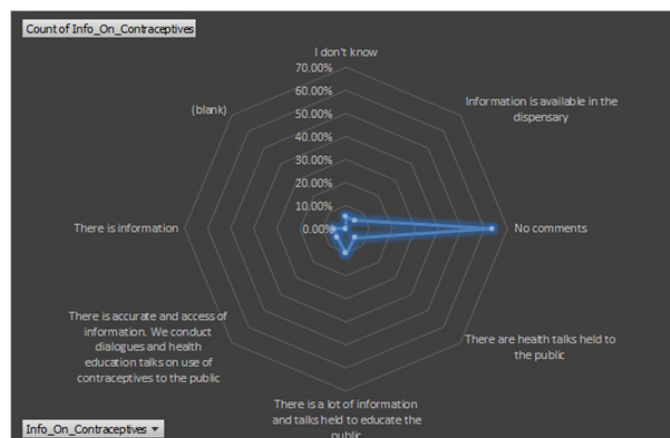 Count of Info_On_Contraceptives
I don't know
70.00%
60.00%
50.00%
40.00%
30.00%
20.00%
10.00%
0.00%
Information is available in the
dispensary
No comments
There are health talks held to
the public
There is a lot of information
and talks held to educate the
public
There is accurate and access of
information. We conduct
dialogues and health
education talks on use of
contraceptives to the public
There is information
(blank)
Info_On_Contraceptives